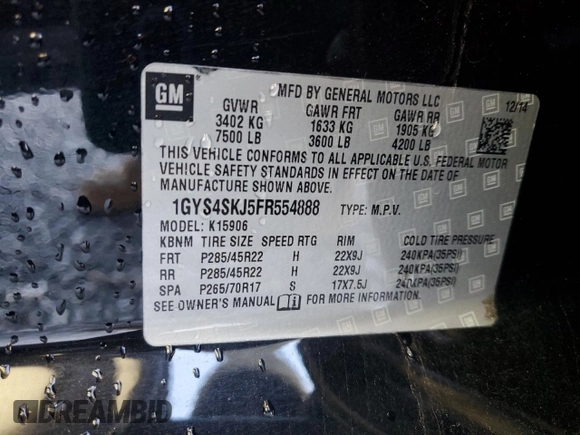 GM
MFD BY GENERAL MOTORS LLC
12/14
GVWR GAWR FRT GAWR RR
3402 KG 1633 KG 1905 KG
7500 LB 3600 LB 4200 LB
THIS VEHICLE CONFORMS TO ALL APPLICABLE U.S. FEDERAL MOTOR
VEHICLE SAFETY STANDARDS IN EFFECT ON THE DATE OF
MANUFACTURE SHOWN ABOVE.
1GYS4SKJ5FR554888 TYPE: M.P.V.
MODEL: K15906
KBNM TIRE SIZE SPEED RTG RIM COLD TIRE PRESSURE
FRT P285/45R22 H 22X9J 240KPA(35PSI)
RR P285/45R22 H 22X9J 240KPA(35PSI)
SPA P265/70R17 S 17X7.5J 240KPA(35PSI)
SEE OWNER'S MANUAL FOR MORE INFORMATION.
DREAMBID